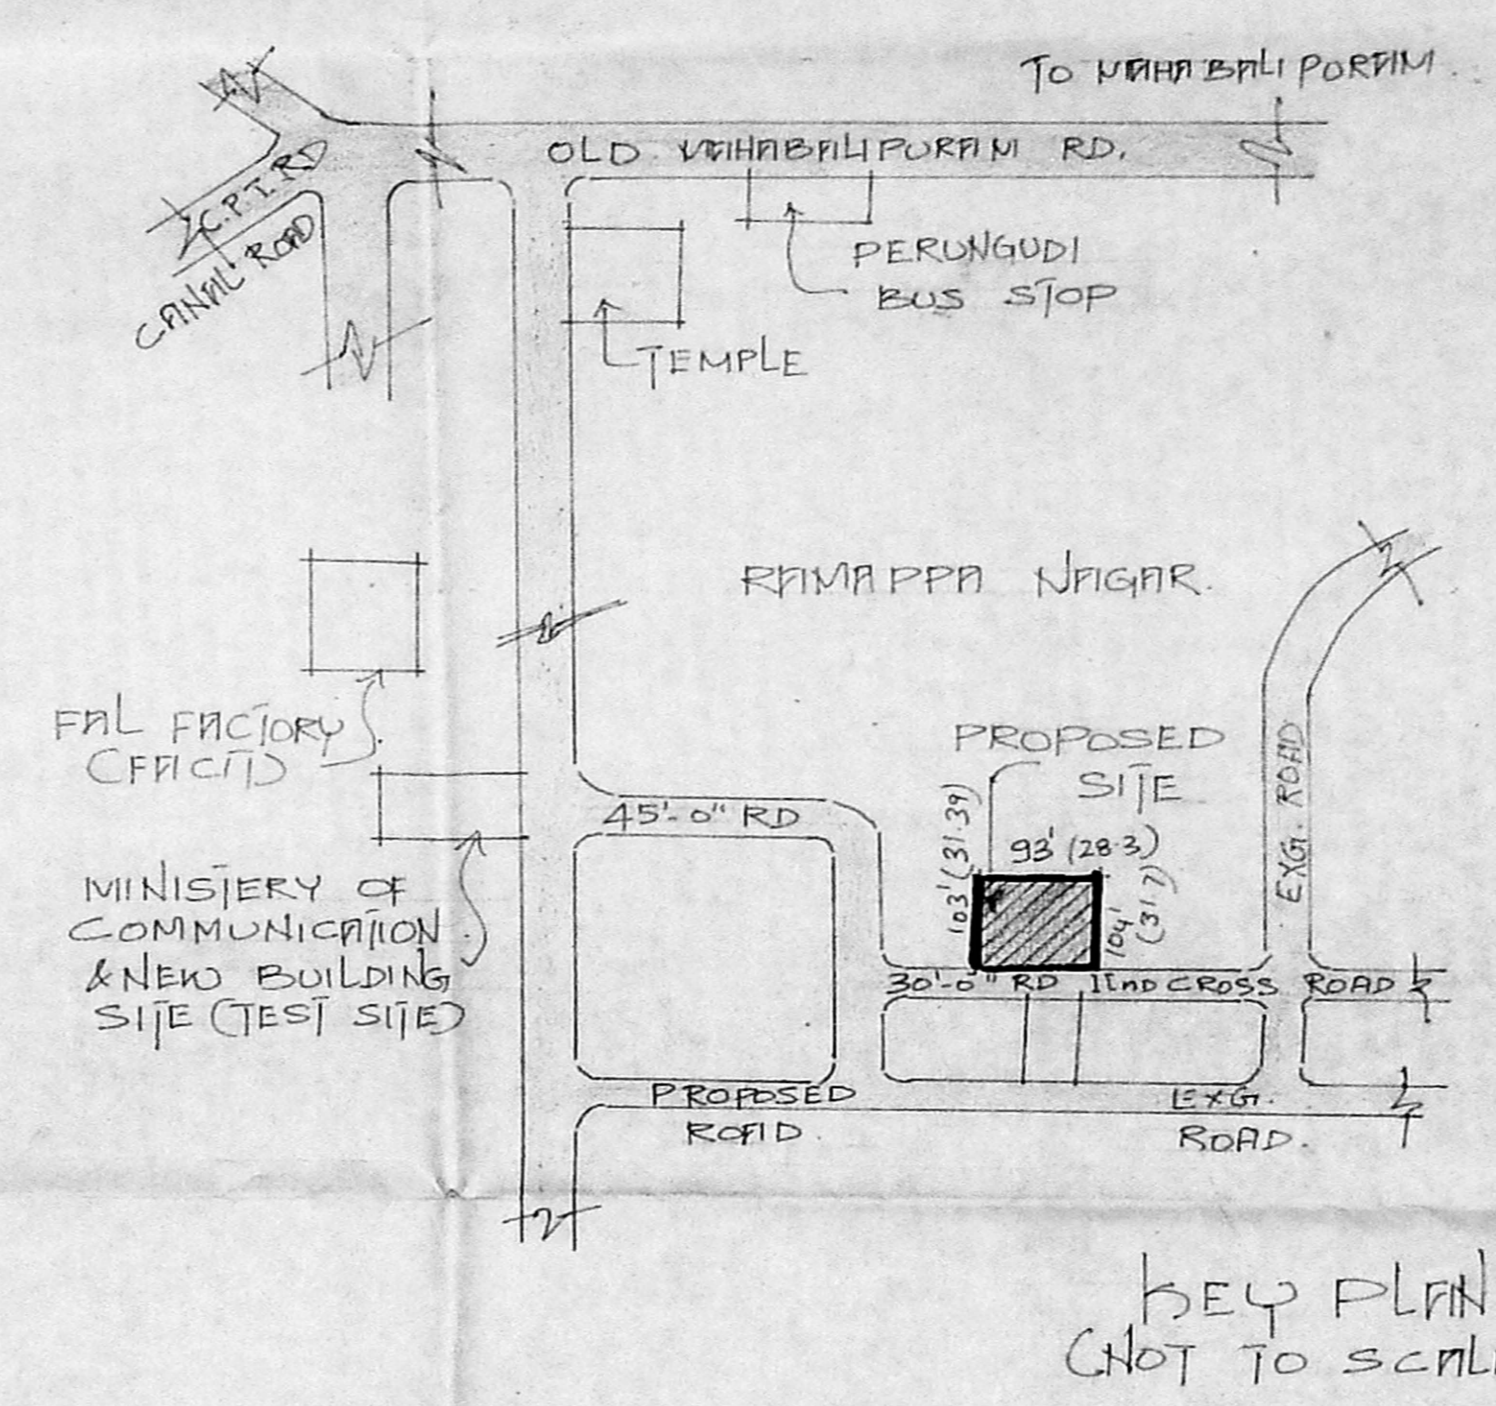 TO MAHABALIPURAM
OLD MAHABALIPURAM RD.
C.P.T. RD
CANAL ROAD
PERUNGUDI
BUS STOP
TEMPLE
RAMAPPA NAGAR.
FAL FACTORY
(FACIT)
PROPOSED
SITE
EXG. ROAD
45'-0" RD
103' (31.39)
93' (28.3)
104'
(31.7)
MINISTERY OF
COMMUNICATION
& NEW BUILDING
SITE (TEST SITE)
30'-0" RD IInd CROSS ROAD
PROPOSED
ROAD.
EXG.
ROAD.
KEY PLAN
(NOT TO SCAL